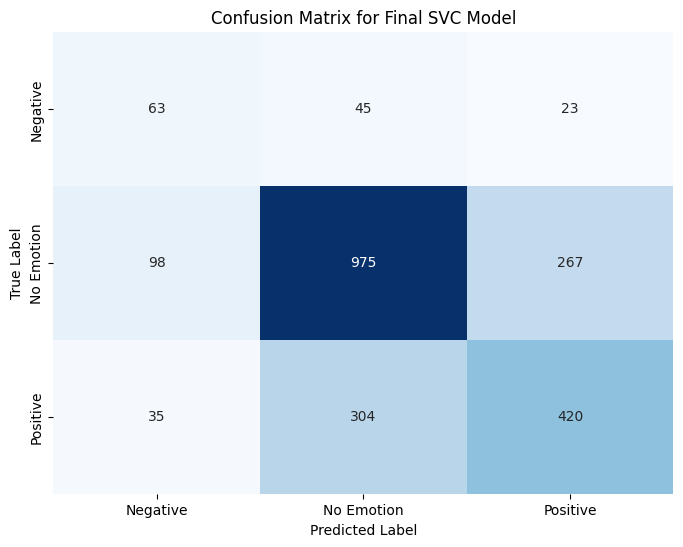 Confusion Matrix for Final SVC Model
Negative
63
45
23
True Label
No Emotion
98
975
267
Positive
35
304
420
Negative
No Emotion
Positive
Predicted Label